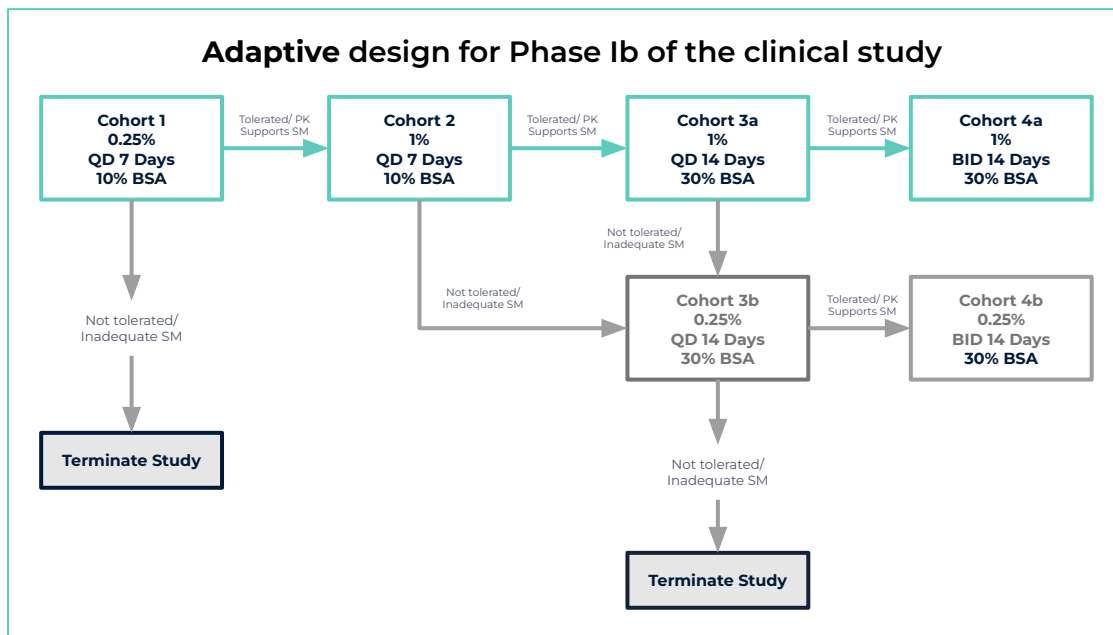 Adaptive design for Phase Ib of the clinical study
Cohort 1
0.25%
QD 7 Days
10% BSA
Tolerated/ PK
Supports SM
Cohort 2
1%
QD 7 Days
10% BSA
Tolerated/ PK
Supports SM
Cohort 3a
1%
QD 14 Days
30% BSA
Tolerated/ PK
Supports SM
Cohort 4a
1%
BID 14 Days
30% BSA
Not tolerated/
Inadequate SM
Not tolerated/
Inadequate SM
Not tolerated/
Inadequate SM
Cohort 3b
0.25%
QD 14 Days
30% BSA
Tolerated/ PK
Supports SM
Cohort 4b
0.25%
BID 14 Days
30% BSA
Terminate Study
Not tolerated/
Inadequate SM
Terminate Study